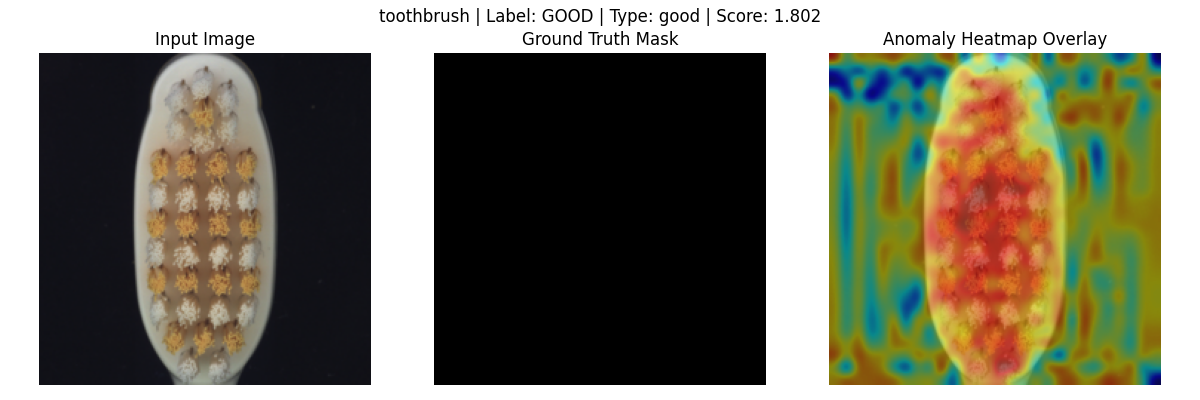 toothbrush | Label: GOOD | Type: good | Score: 1.802
Input Image
Ground Truth Mask
Anomaly Heatmap Overlay